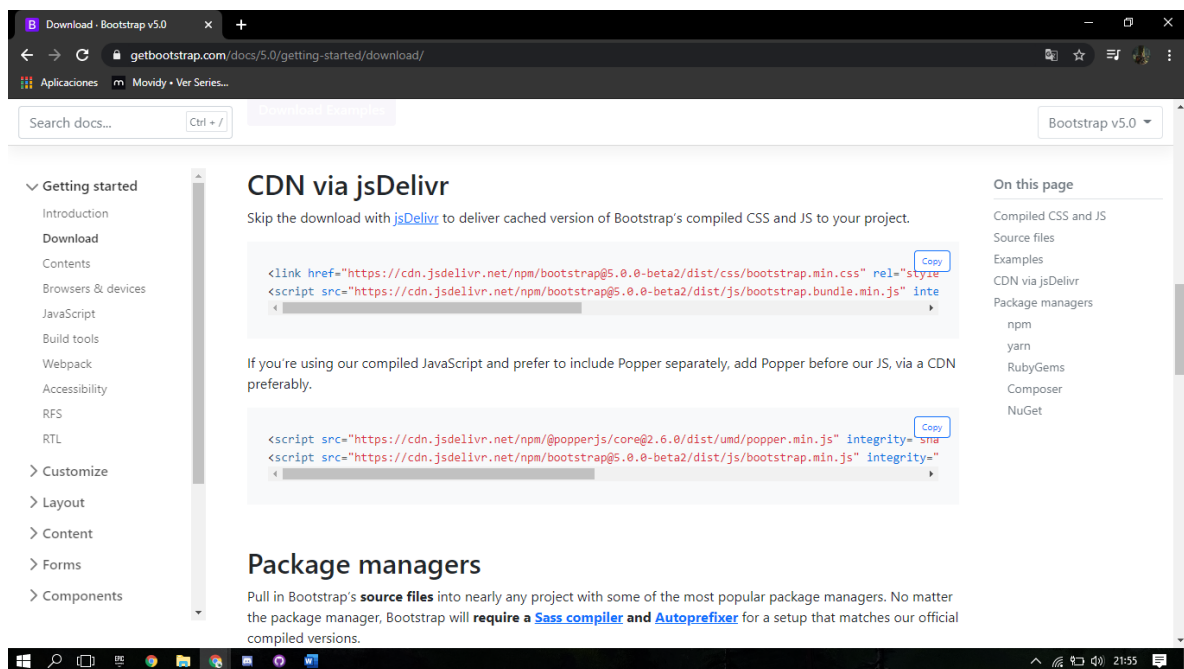 Download · Bootstrap v5.0
getbootstrap.com/docs/5.0/getting-started/download/
Aplicaciones
Movidy • Ver Series...
Search docs...
Ctrl + /
Download Examples
Bootstrap v5.0
Getting started
Introduction
Download
Contents
Browsers & devices
JavaScript
Build tools
Webpack
Accessibility
RFS
RTL
Customize
Layout
Content
Forms
Components
CDN via jsDelivr
Skip the download with jsDelivr to deliver cached version of Bootstrap's compiled CSS and JS to your project.
Copy
<link href="https://cdn.jsdelivr.net/npm/bootstrap@5.0.0-beta2/dist/css/bootstrap.min.css" rel="style
<script src="https://cdn.jsdelivr.net/npm/bootstrap@5.0.0-beta2/dist/js/bootstrap.bundle.min.js" inte
If you're using our compiled JavaScript and prefer to include Popper separately, add Popper before our JS, via a CDN
preferably.
Copy
<script src="https://cdn.jsdelivr.net/npm/@popperjs/core@2.6.0/dist/umd/popper.min.js" integrity="sha
<script src="https://cdn.jsdelivr.net/npm/bootstrap@5.0.0-beta2/dist/js/bootstrap.min.js" integrity="
Package managers
Pull in Bootstrap's source files into nearly any project with some of the most popular package managers. No matter
the package manager, Bootstrap will require a Sass compiler and Autoprefixer for a setup that matches our official
compiled versions.
On this page
Compiled CSS and JS
Source files
Examples
CDN via jsDelivr
Package managers
npm
yarn
RubyGems
Composer
NuGet
21:55